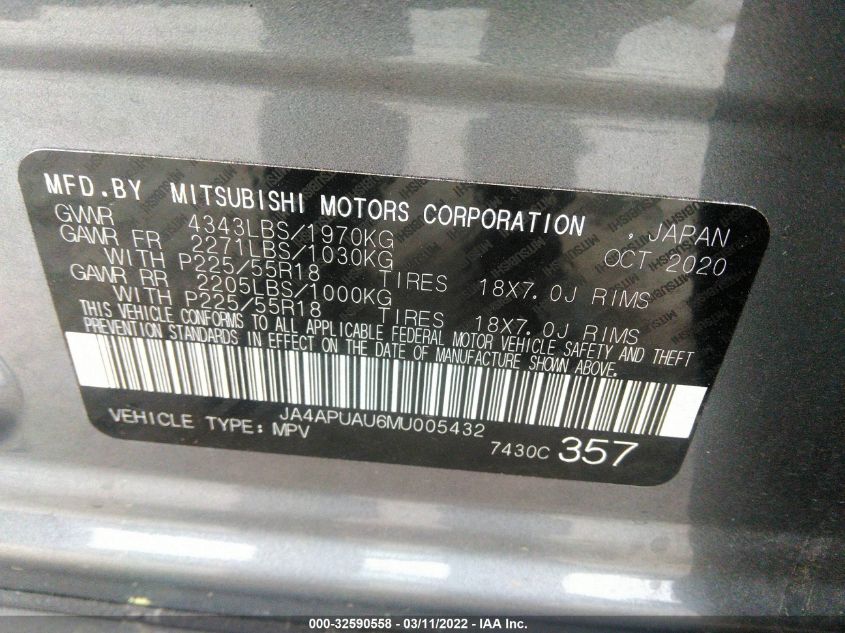 MFD.BY MITSUBISHI MOTORS CORPORATION , JAPAN
GVWR 4343LBS/1970KG OCT 2020
GAWR FR 2271LBS/1030KG
WITH P225/55R18 TIRES 18X7.0J RIMS
GAWR RR 2205LBS/1000KG
WITH P225/55R18 TIRES 18X7.0J RIMS
THIS VEHICLE CONFORMS TO ALL APPLICABLE FEDERAL MOTOR VEHICLE SAFETY AND THEFT
PREVENTION STANDARDS IN EFFECT ON THE DATE OF MANUFACTURE SHOWN ABOVE.
JA4APUAU6MU005432
VEHICLE TYPE: MPV 7430C 357
000-32590558 - 03/11/2022 - IAA Inc.